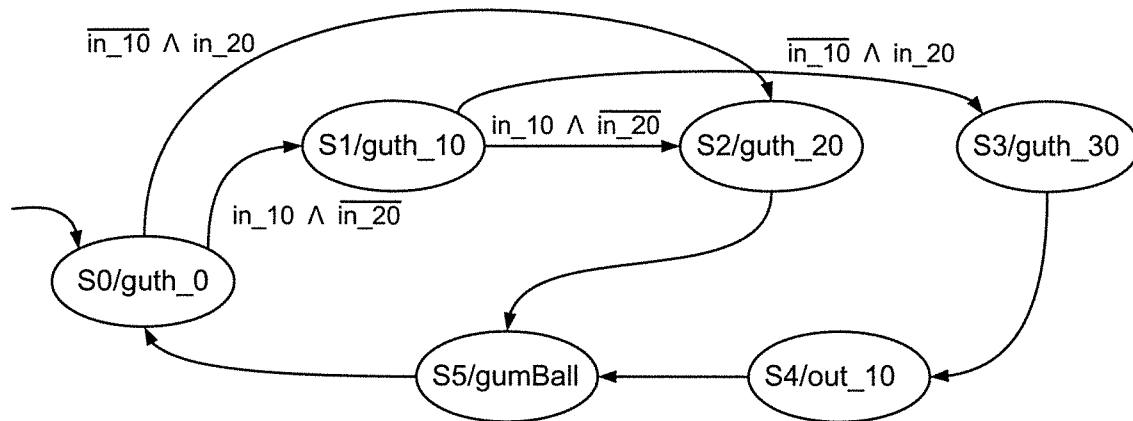 in_10 ∧ in_20
in_10 ∧ in_20
S1/guth_10
in_10 ∧ in_20
S2/guth_20
S3/guth_30
in_10 ∧ in_20
S0/guth_0
S5/gumBall
S4/out_10